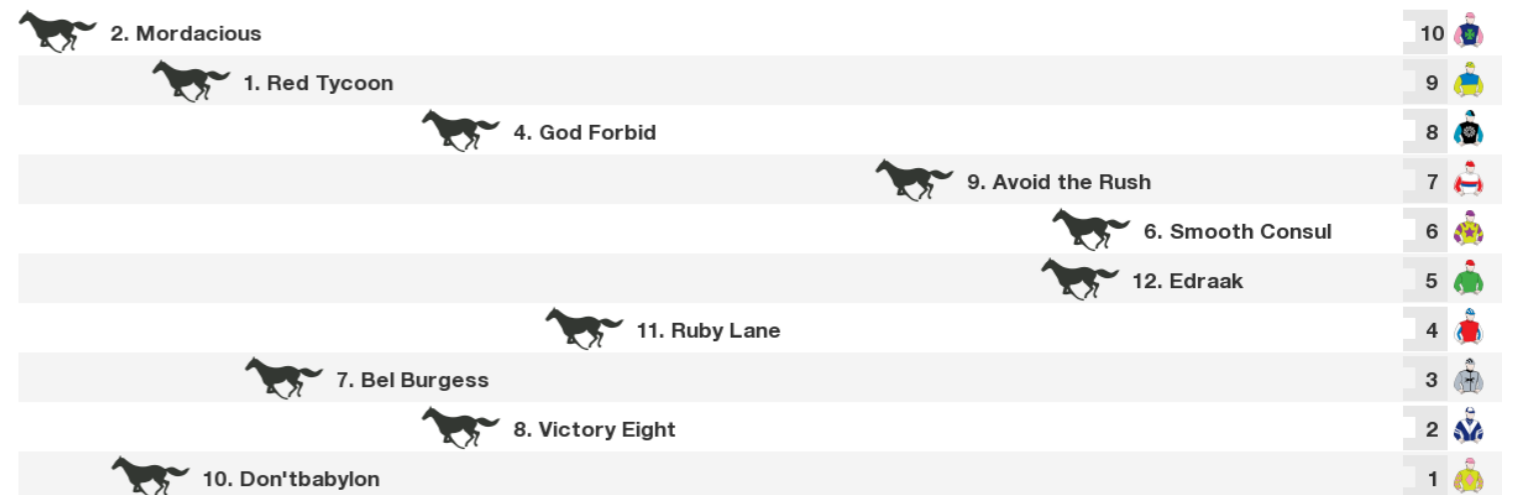 2. Mordacious 10
1. Red Tycoon 9
4. God Forbid 8
9. Avoid the Rush 7
6. Smooth Consul 6
12. Edraak 5
11. Ruby Lane 4
7. Bel Burgess 3
8. Victory Eight 2
10. Don'tbabylon 1